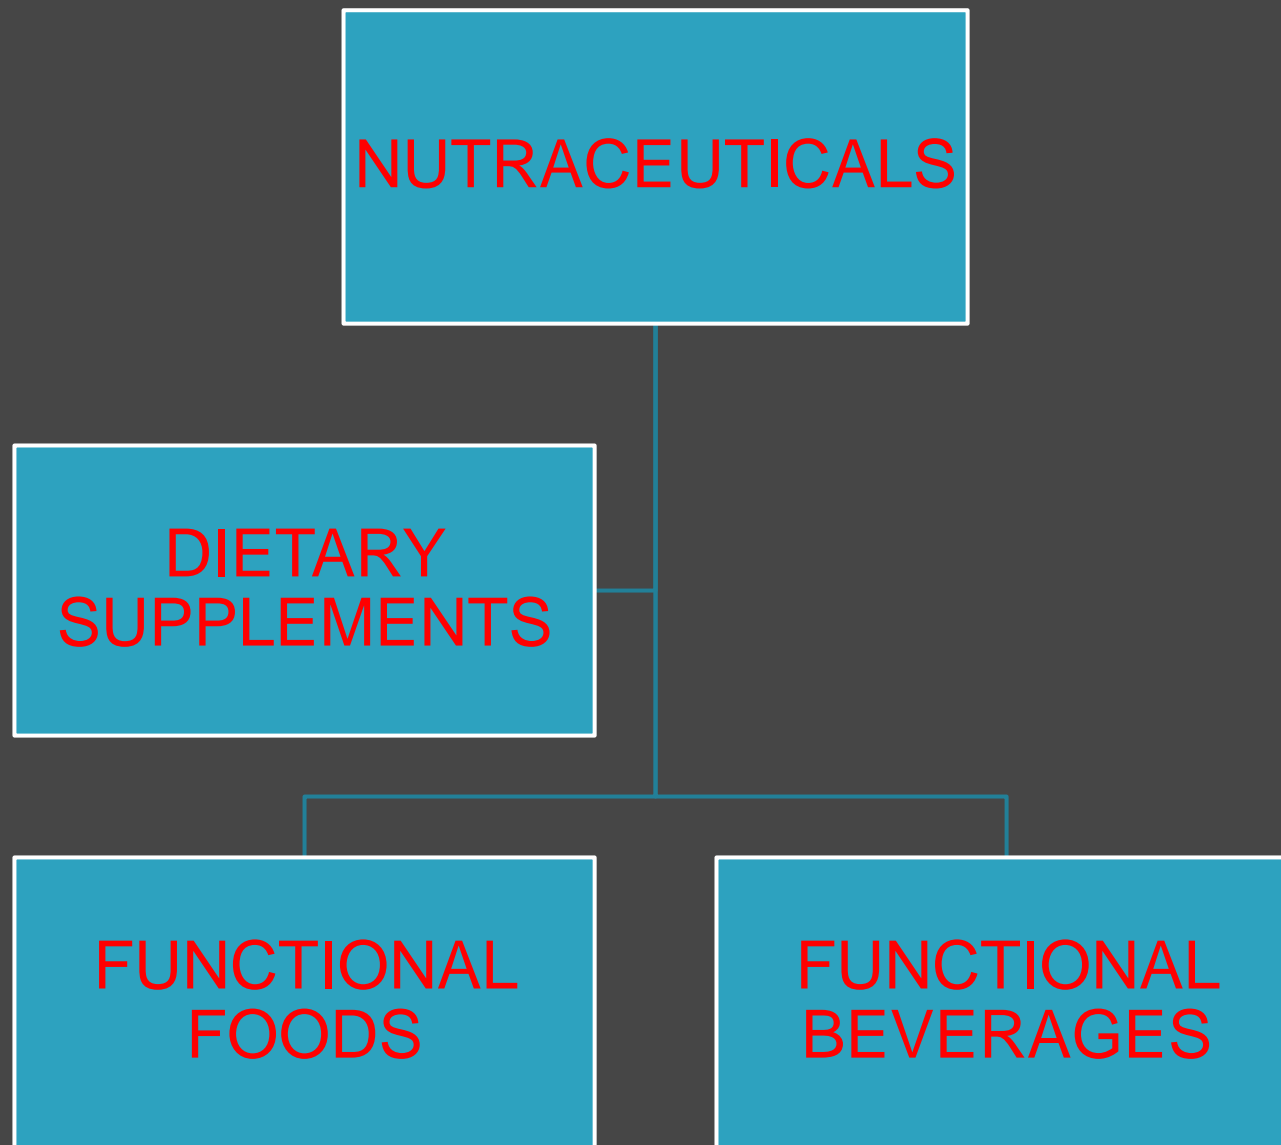 NUTRACEUTICALS
DIETARY
SUPPLEMENTS
FUNCTIONAL
FOODS
FUNCTIONAL
BEVERAGES